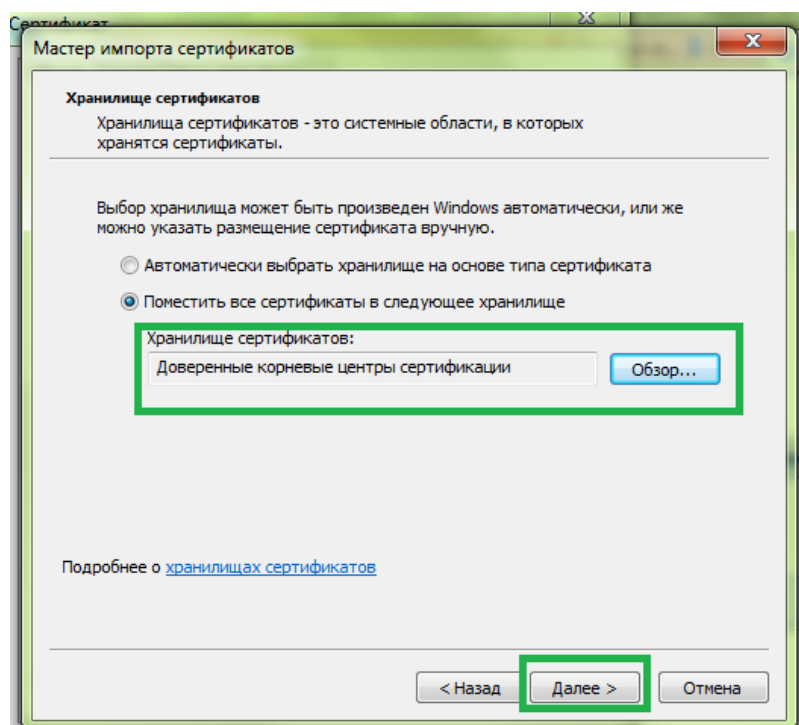 Сертификат
Мастер импорта сертификатов
Хранилище сертификатов
Хранилища сертификатов - это системные области, в которых
хранятся сертификаты.
Выбор хранилища может быть произведен Windows автоматически, или же
можно указать размещение сертификата вручную.
Автоматически выбрать хранилище на основе типа сертификата
Поместить все сертификаты в следующее хранилище
Хранилище сертификатов:
Доверенные корневые центры сертификации
Обзор...
Подробнее о хранилищах сертификатов
< Назад
Далее >
Отмена